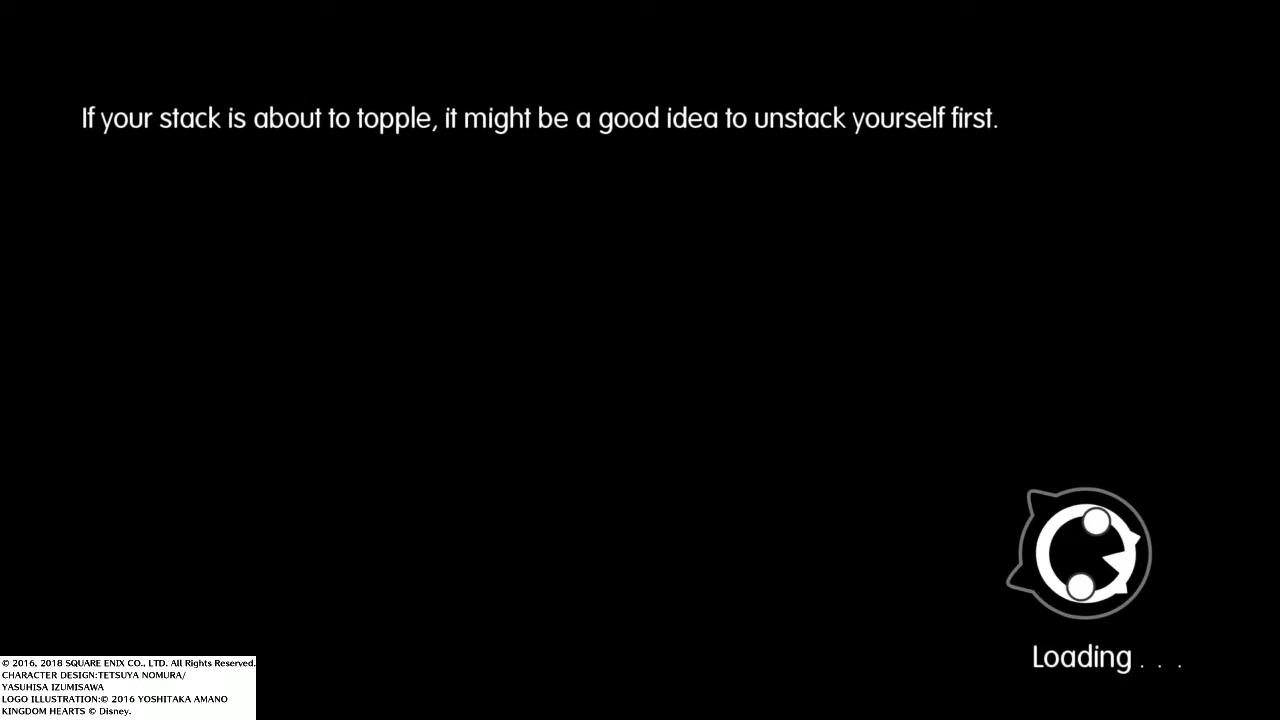 If your stack is about to topple, it might be a good idea to unstack yourself first.
Loading . . .
© 2016, 2018 SQUARE ENIX CO., LTD. All Rights Reserved.
CHARACTER DESIGN:TETSUYA NOMURA/
YASUHISA IZUMISAWA
LOGO ILLUSTRATION:© 2016 YOSHITAKA AMANO
KINGDOM HEARTS © Disney.